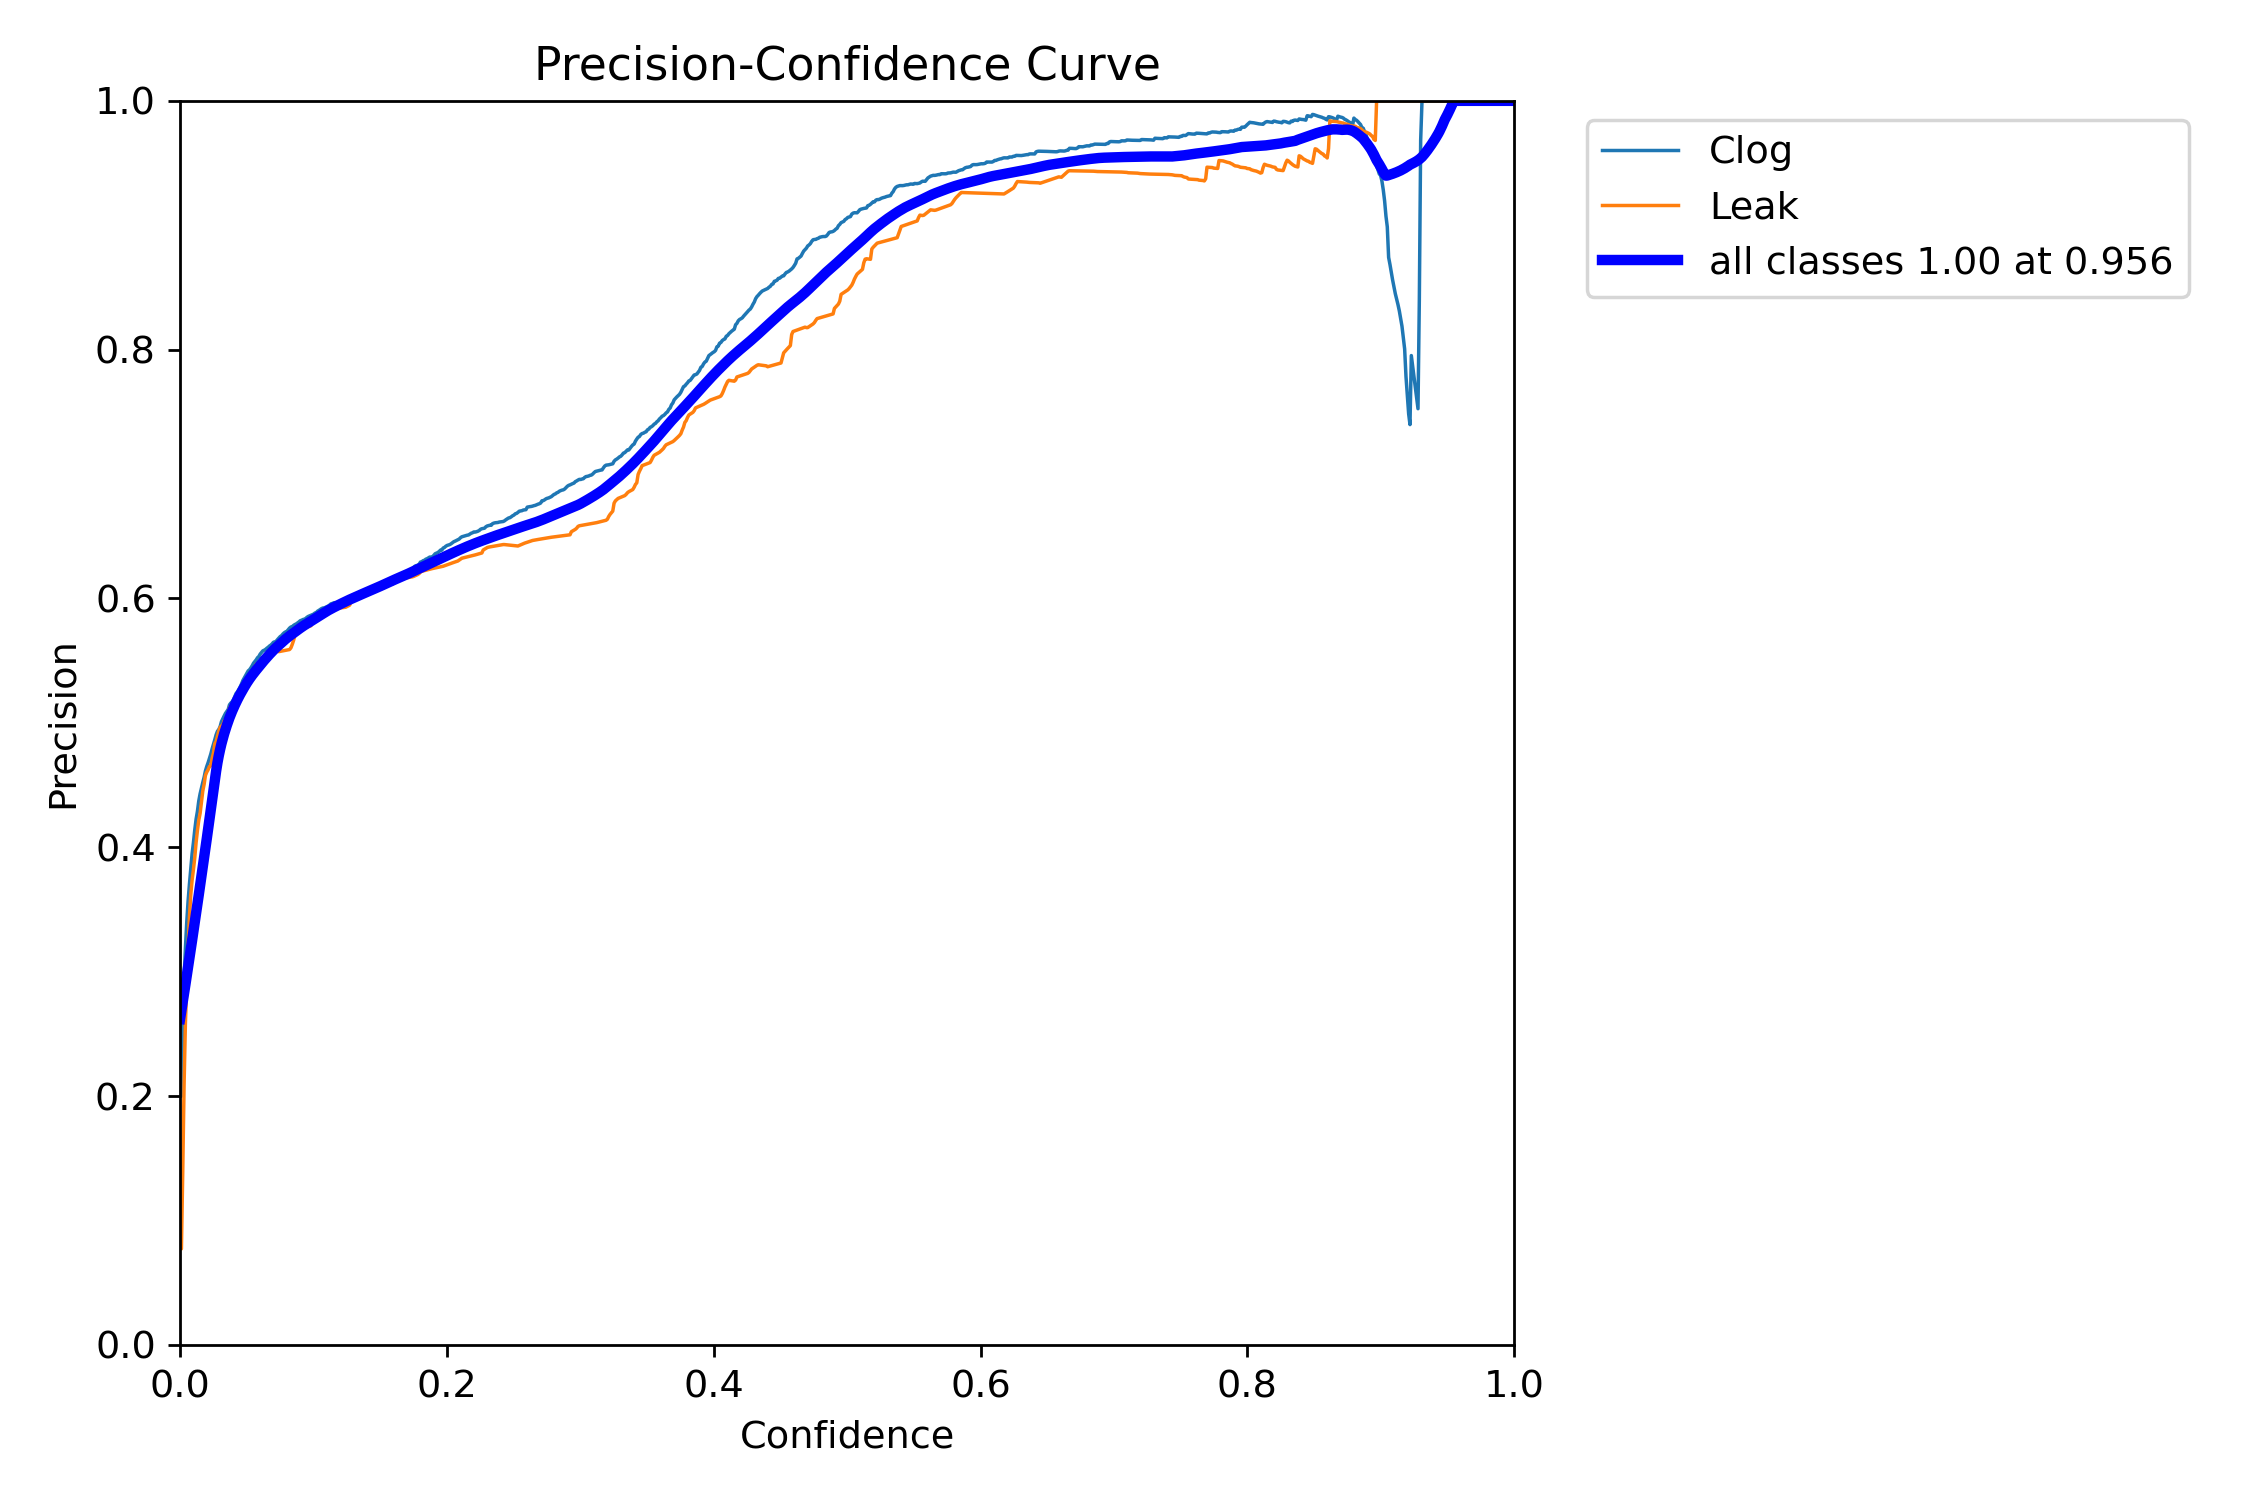 Precision-Confidence Curve
Clog
Leak
all classes 1.00 at 0.956
Precision
1.0
0.8
0.6
0.4
0.2
0.0
0.0 0.2 0.4 0.6 0.8 1.0
Confidence